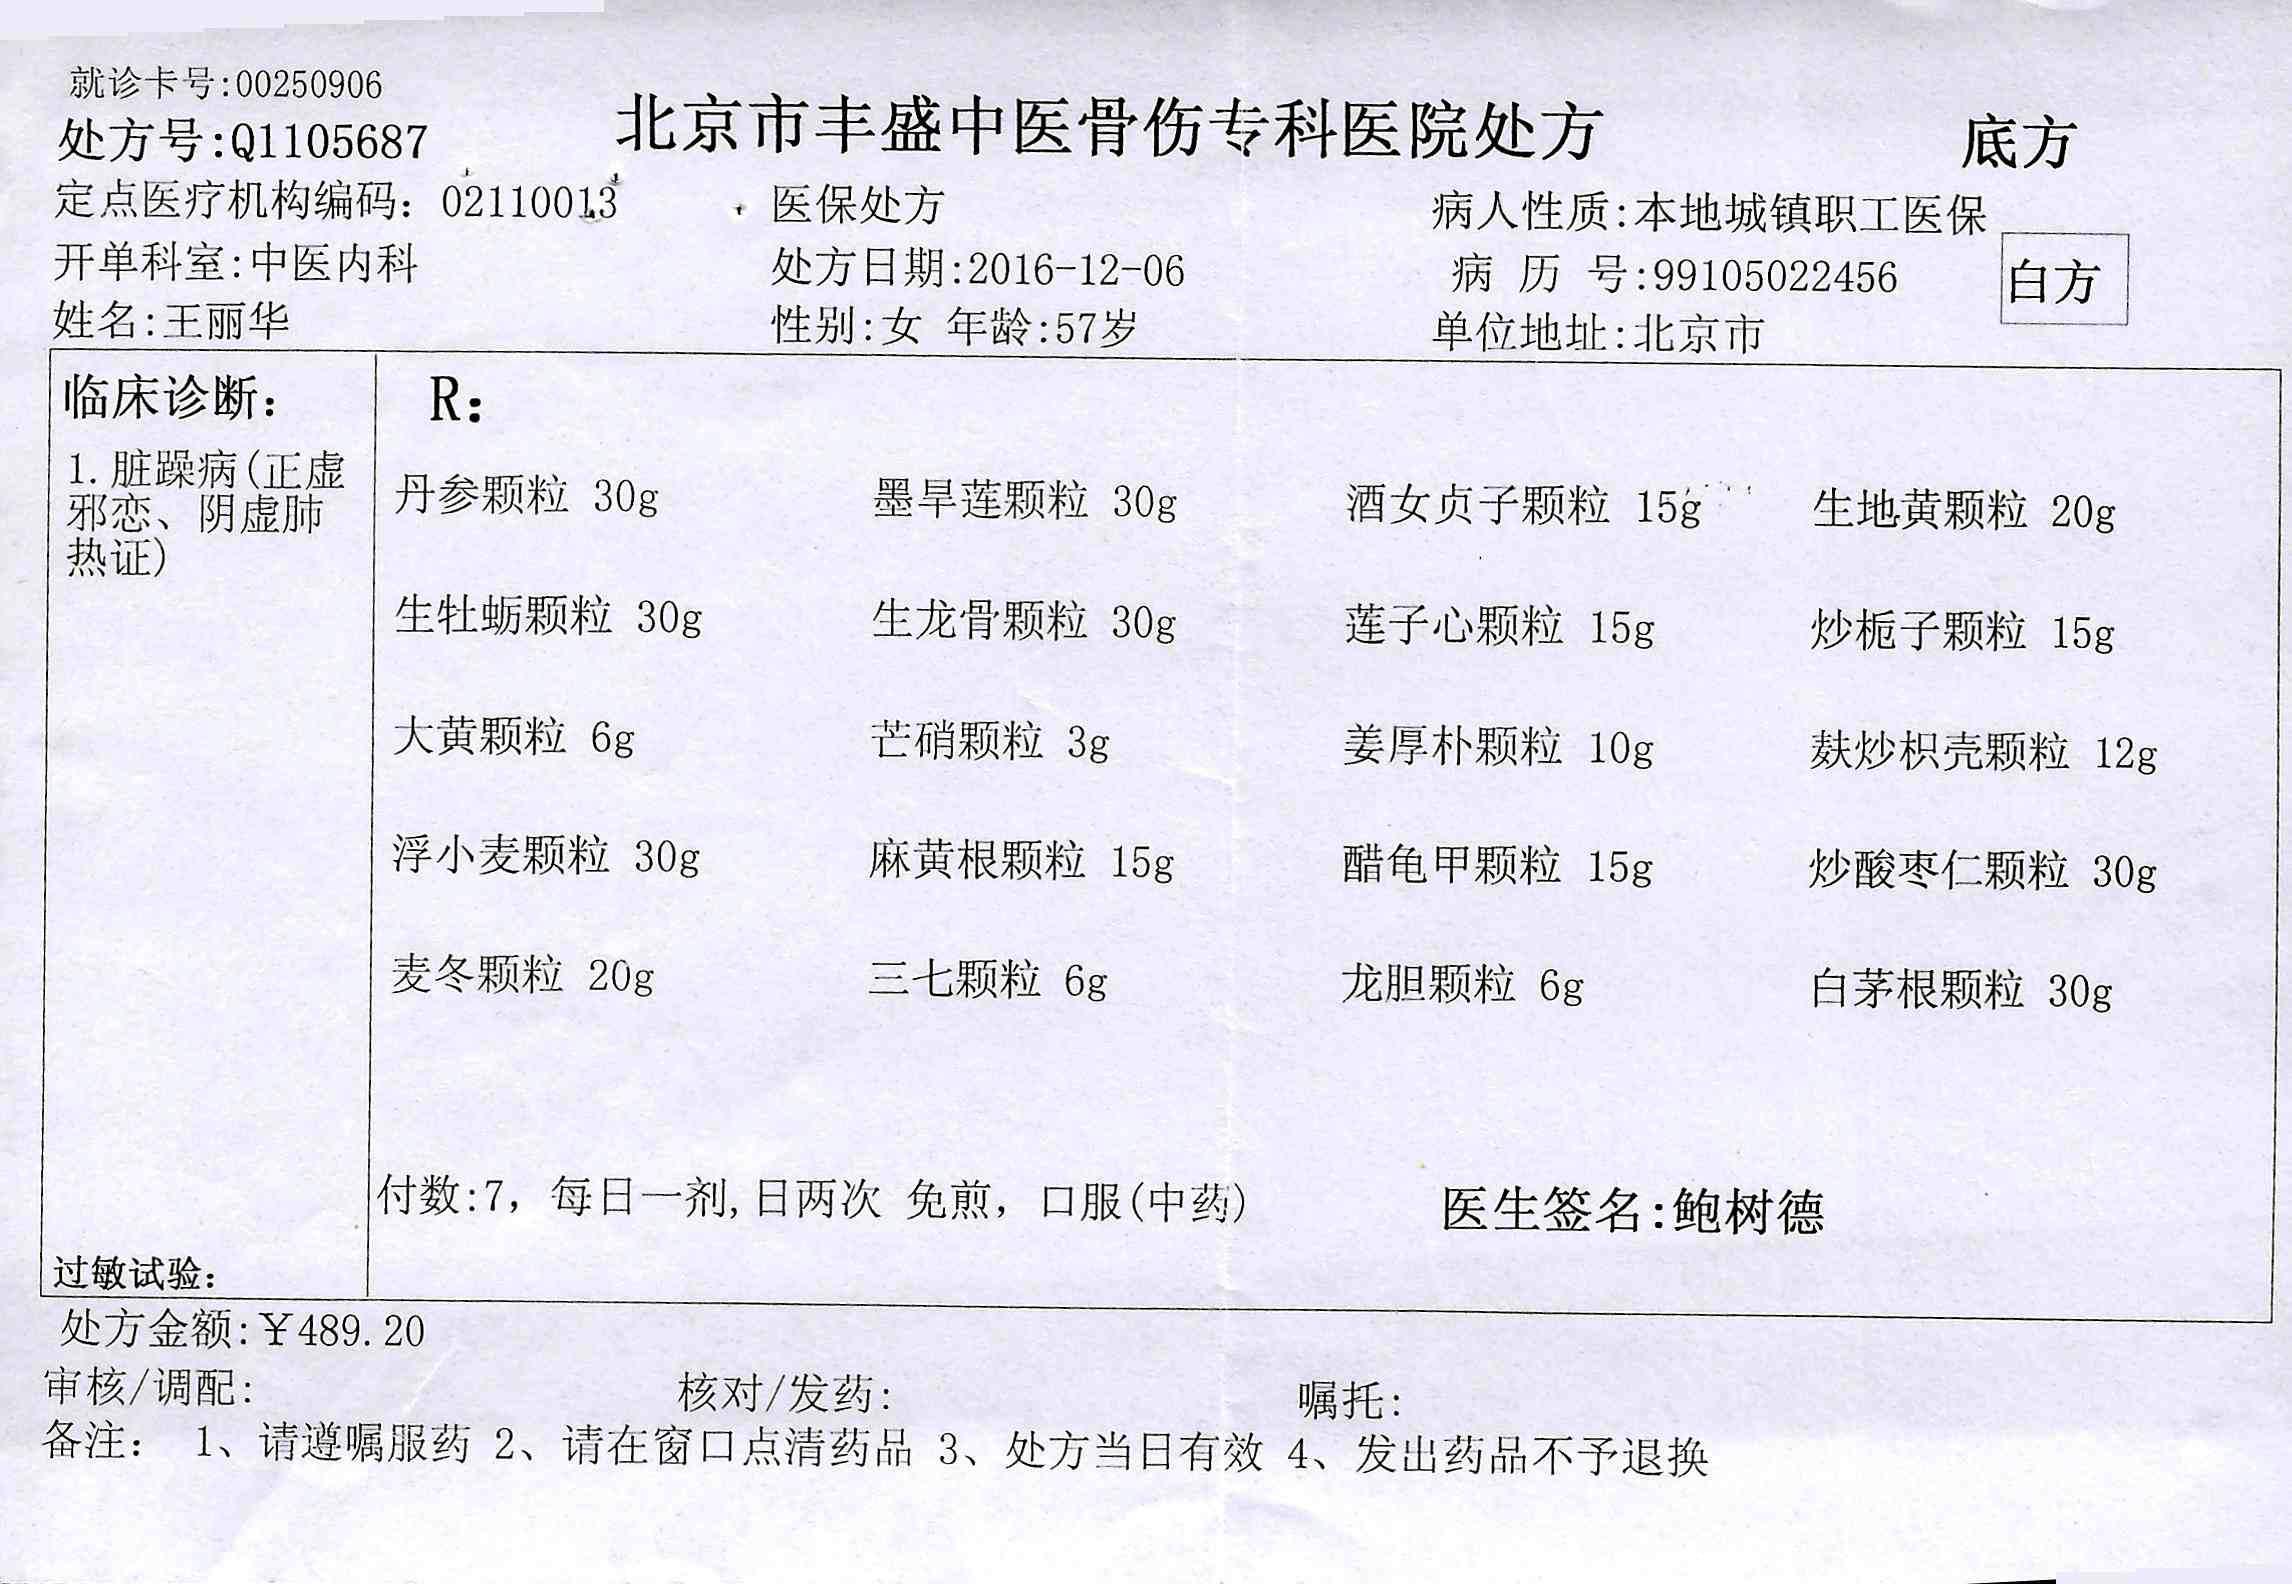 就诊卡号:00250906
处方号:Q1105687 北京市丰盛中医骨伤专科医院处方 底方
定点医疗机构编码: 02110013 医保处方 病人性质:本地城镇职工医保
开单科室:中医内科 处方日期:2016-12-06 病 历 号:99105022456 白方
姓名:王丽华 性别:女 年龄:57岁 单位地址:北京市
临床诊断: R:
1.脏躁病(正虚
邪恋、阴虚肺
热证)
丹参颗粒 30g 墨旱莲颗粒 30g 酒女贞子颗粒 15g 生地黄颗粒 20g
生牡蛎颗粒 30g 生龙骨颗粒 30g 莲子心颗粒 15g 炒栀子颗粒 15g
大黄颗粒 6g 芒硝颗粒 3g 姜厚朴颗粒 10g 麸炒枳壳颗粒 12g
浮小麦颗粒 30g 麻黄根颗粒 15g 醋龟甲颗粒 15g 炒酸枣仁颗粒 30g
麦冬颗粒 20g 三七颗粒 6g 龙胆颗粒 6g 白茅根颗粒 30g
付数:7，每日一剂,日两次 免煎，口服(中药) 医生签名:鲍树德
过敏试验:
处方金额:￥489.20
审核/调配: 核对/发药: 嘱托:
备注: 1、请遵嘱服药 2、请在窗口点清药品 3、处方当日有效 4、发出药品不予退换